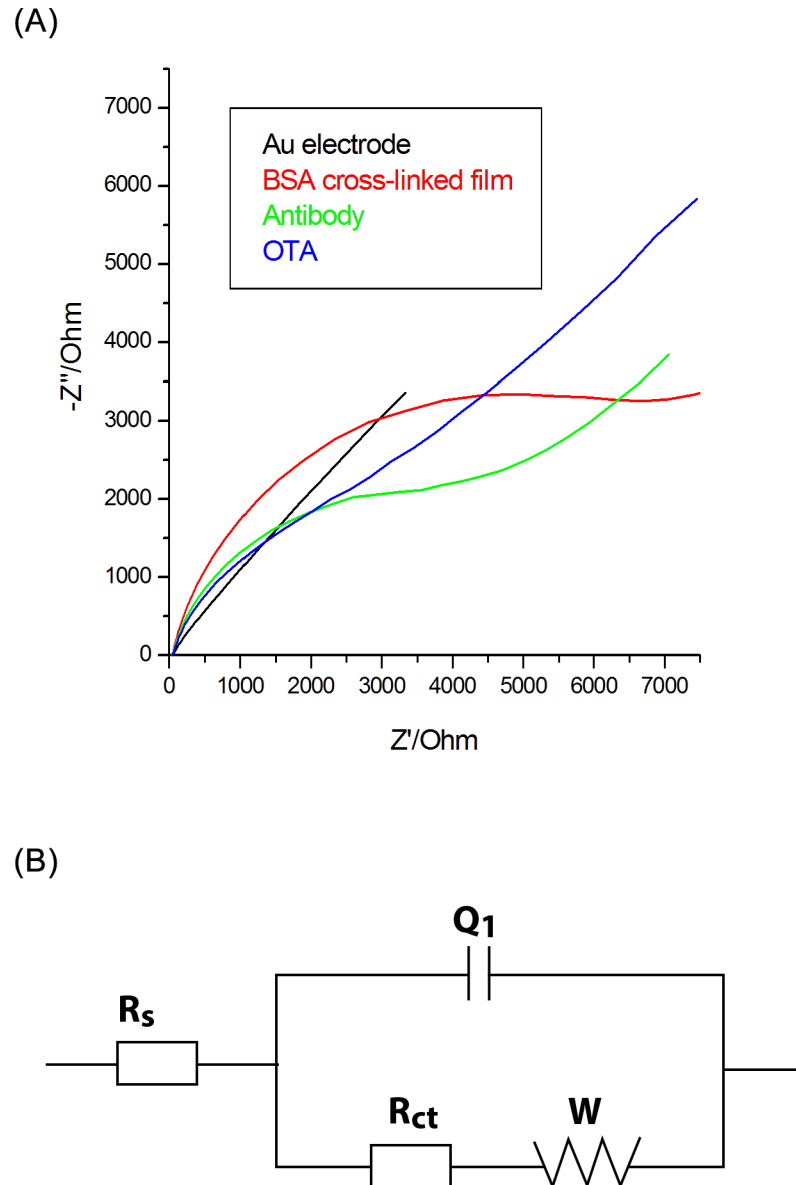 (A)
7000
6000
5000
4000
3000
2000
1000
0
-Z"/Ohm
Au electrode
BSA cross-linked film
Antibody
OTA
0 1000 2000 3000 4000 5000 6000 7000
Z'/Ohm
(B)
Q1
Rs
Rct W